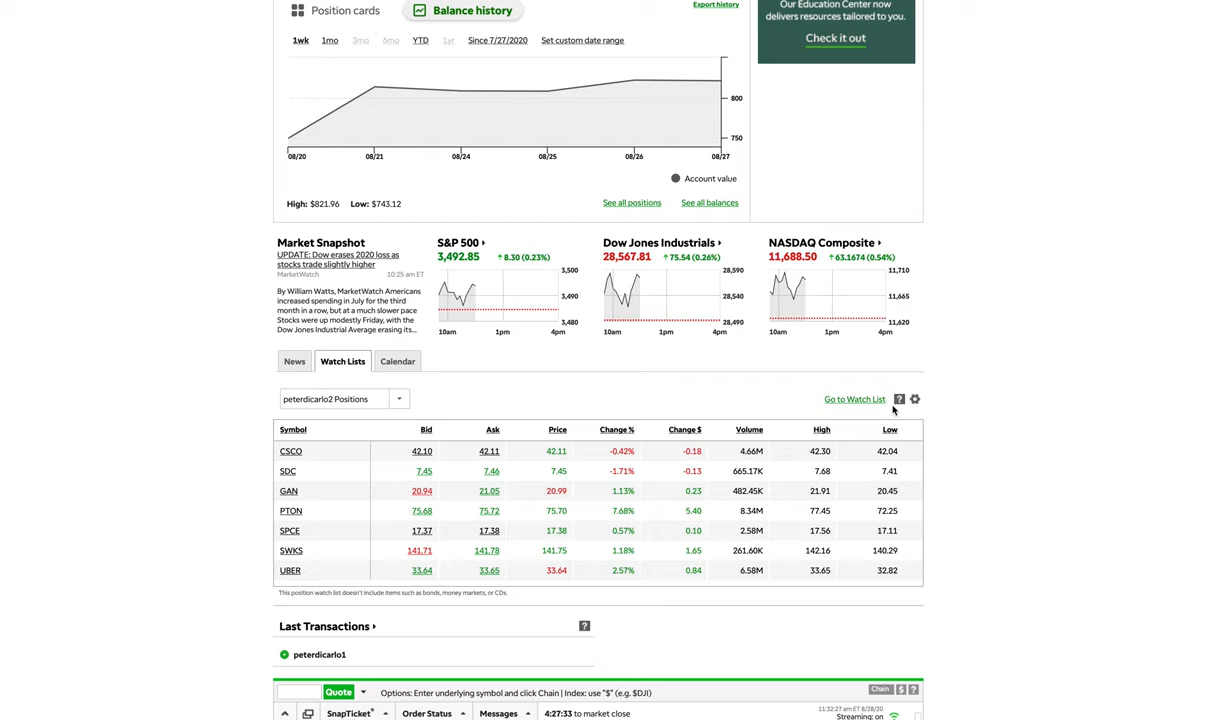 Position cards
Balance history
Export history
Our Education Center now
delivers resources tailored to you.
Check it out
1wk 1mo 3mo 6mo YTD 1yr Since 7/27/2020 Set custom date range
800
750
08/20 08/21 08/24 08/25 08/26 08/27
Account value
High: $821.96 Low: $743.12
See all positions See all balances
Market Snapshot
UPDATE: Dow erases 2020 loss as
stocks trade slightly higher
MarketWatch 10:25 am ET
By William Watts, MarketWatch Americans
increased spending in July for the third
month in a row, but at a much slower pace
Stocks were up modestly Friday, with the
Dow Jones Industrial Average erasing its...
S&P 500
3,492.85 8.30 (0.23%)
3,500
3,490
3,480
10am 1pm 4pm
Dow Jones Industrials
28,567.81 75.54 (0.26%)
28,590
28,540
28,490
10am 1pm 4pm
NASDAQ Composite
11,688.50 63.1674 (0.54%)
11,710
11,665
11,620
10am 1pm 4pm
News Watch Lists Calendar
peterdicarlo2 Positions
Go to Watch List ?
Symbol Bid Ask Price Change % Change $ Volume High Low
CSCO 42.10 42.11 42.11 -0.42% -0.18 4.66M 42.30 42.04
SDC 7.45 7.46 7.45 -1.71% -0.13 665.17K 7.68 7.41
GAN 20.94 21.05 20.99 1.13% 0.23 482.45K 21.91 20.45
PTON 75.68 75.72 75.70 7.68% 5.40 8.34M 77.45 72.25
SPCE 17.37 17.38 17.38 0.57% 0.10 2.58M 17.56 17.11
SWKS 141.71 141.78 141.75 1.18% 1.65 261.60K 142.16 140.29
UBER 33.64 33.65 33.64 2.57% 0.84 6.58M 33.65 32.82
This position watch list doesn't include items such as bonds, money markets, or CDs.
Last Transactions ?
peterdicarlo1
Quote Options: Enter underlying symbol and click Chain | Index: use "$" (e.g. $DJI) Chain $ ?
SnapTicket® Order Status Messages 4:27:33 to market close
11:32:27 am ET 8/28/20
Streaming: on